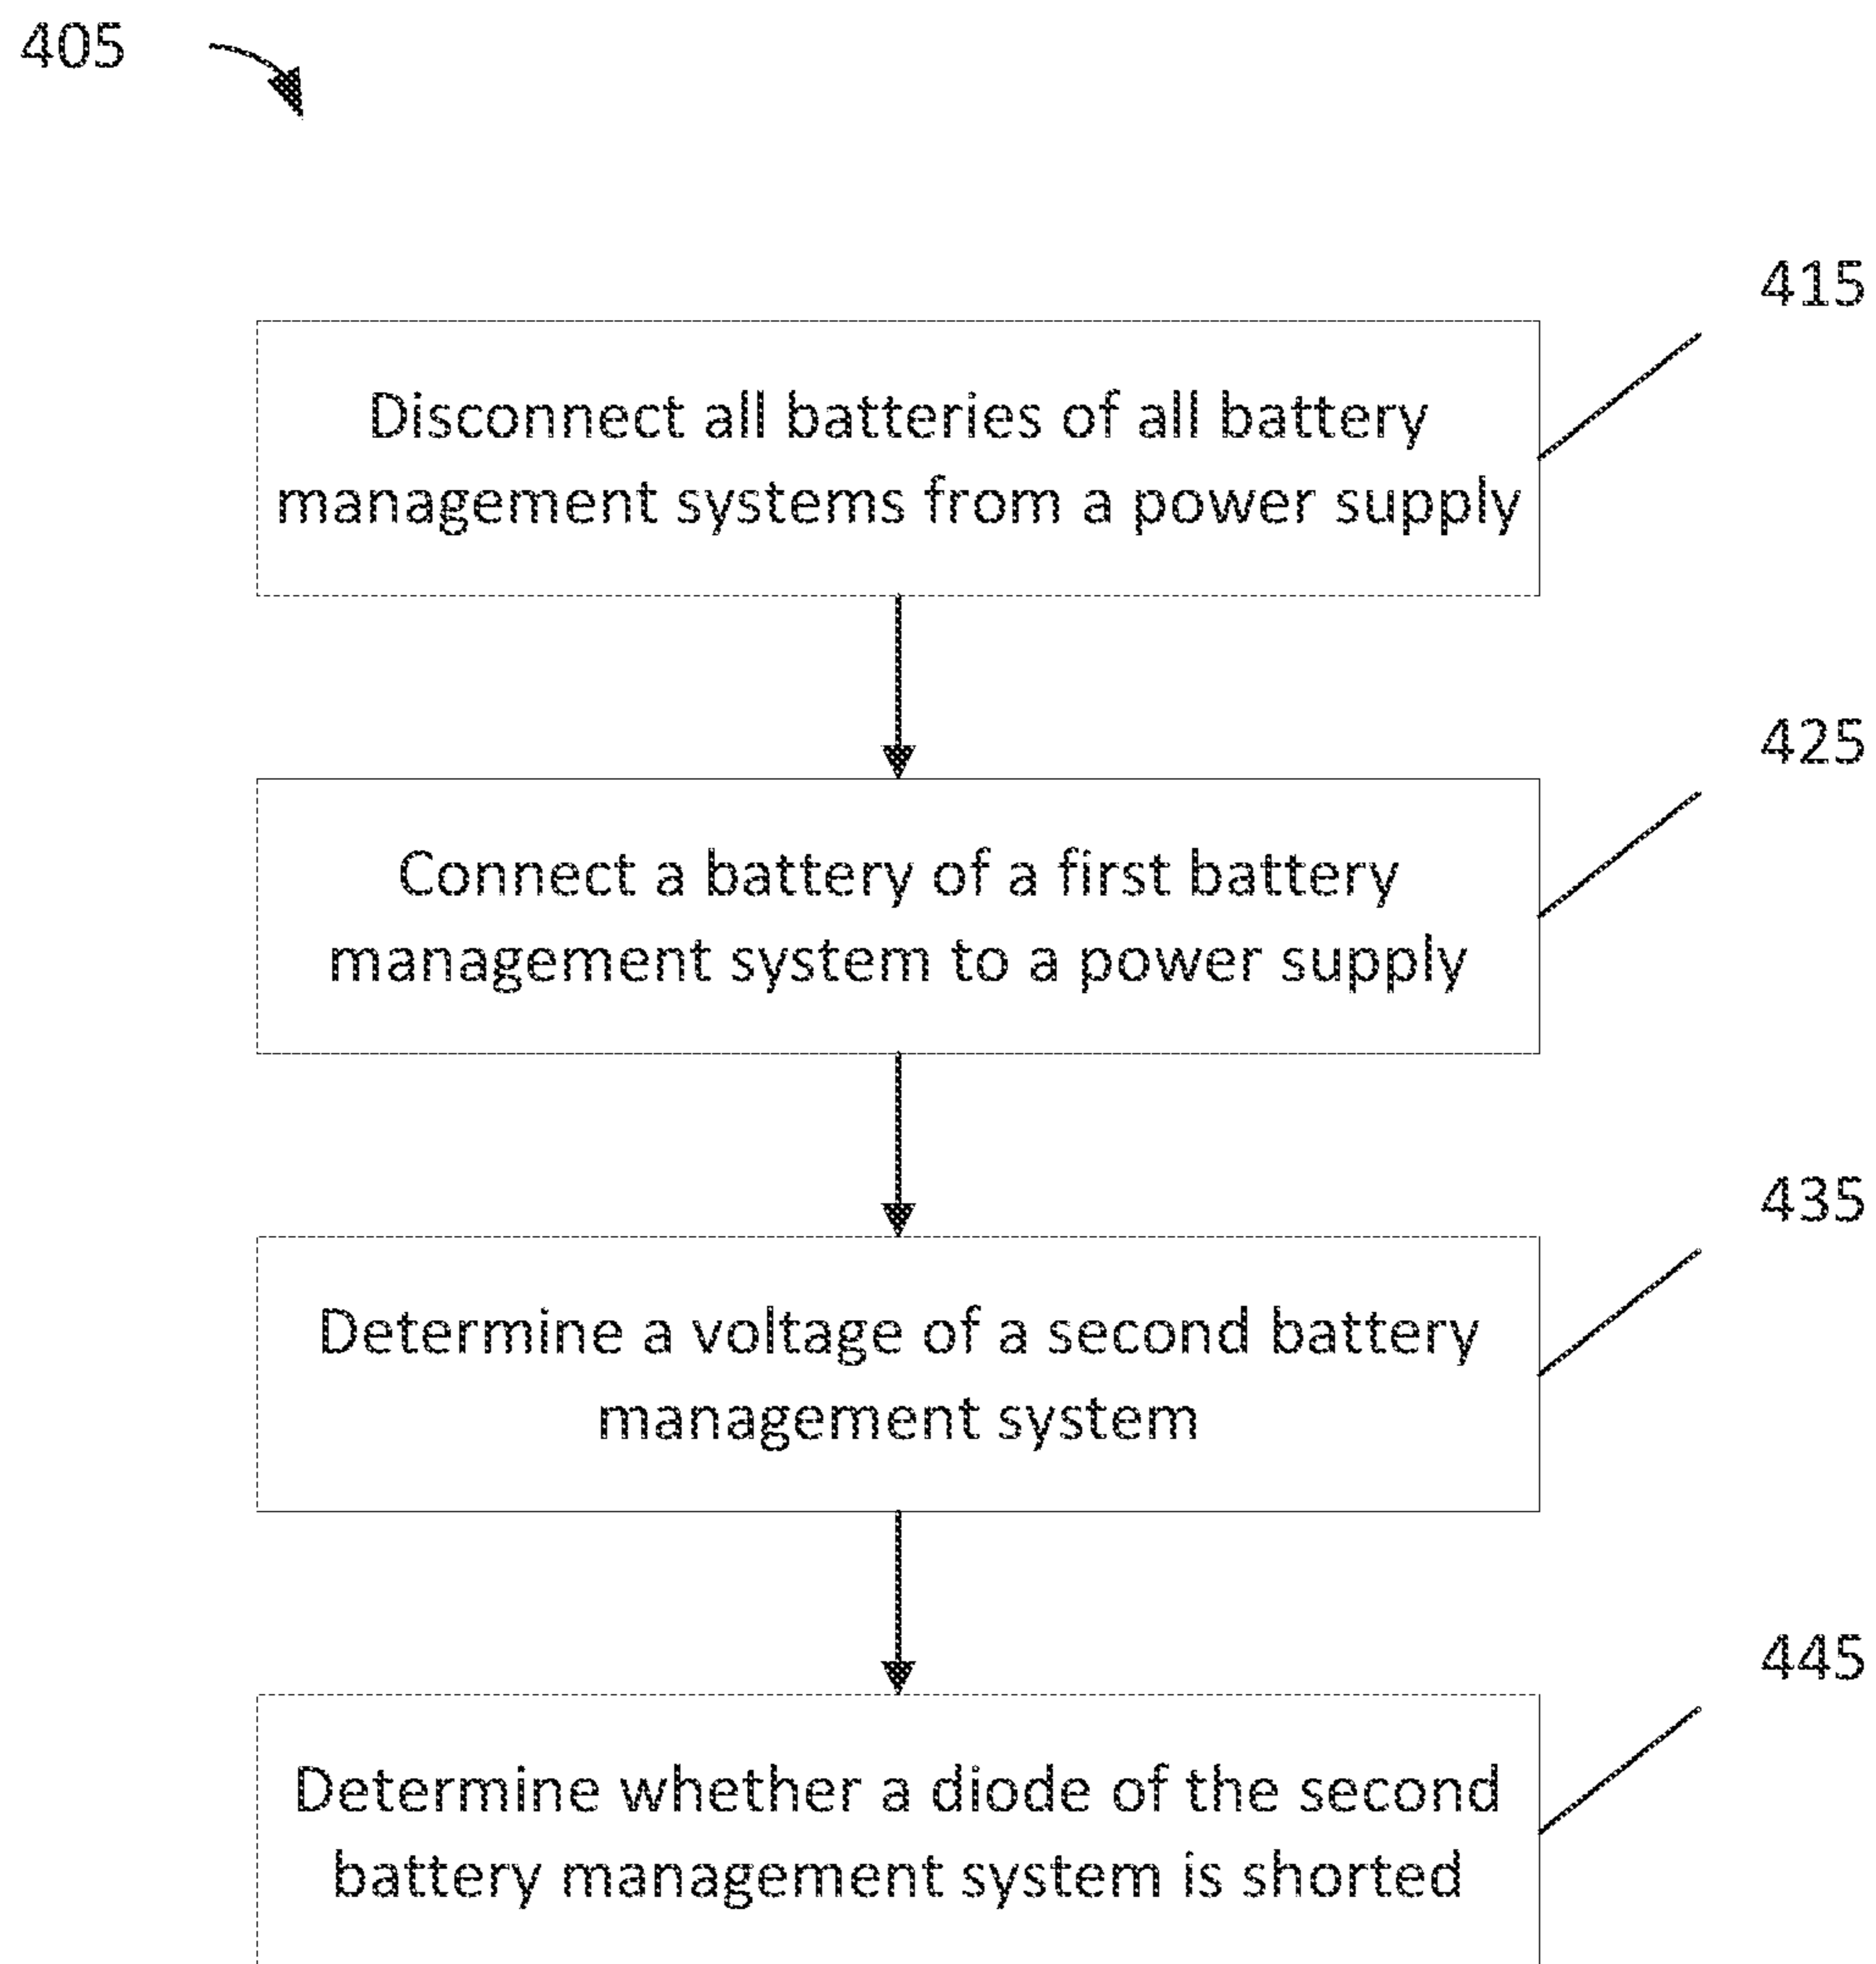 405
415
Disconnect all batteries of all battery
management systems from a power supply
425
Connect a battery of a first battery
management system to a power supply
435
Determine a voltage of a second battery
management system
445
Determine whether a diode of the second
battery management system is shorted